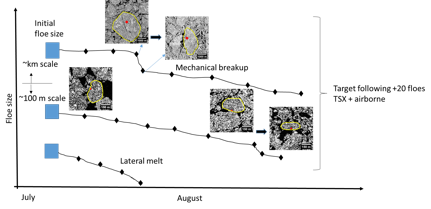 Initial
floe size
~km scale
Mechanical breakup
~100 m scale
Floe size
Target following +20 floes
TSX + airborne
Lateral melt
July
August